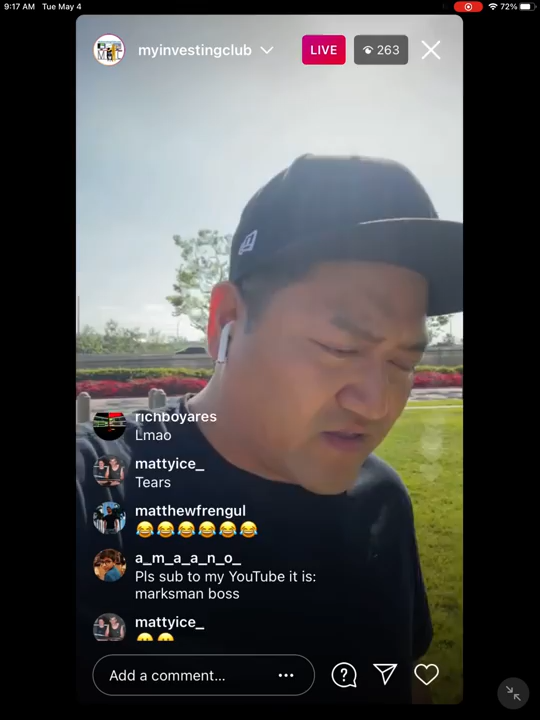 9:17 AM Tue May 4
72%
myinvestingclub
LIVE
263
richboyares
Lmao
mattyice_
Tears
matthewfrengul
😂😂😂😂😂😂
a_m_a_a_n_o_
Pls sub to my YouTube it is:
marksman boss
mattyice_
Add a comment...